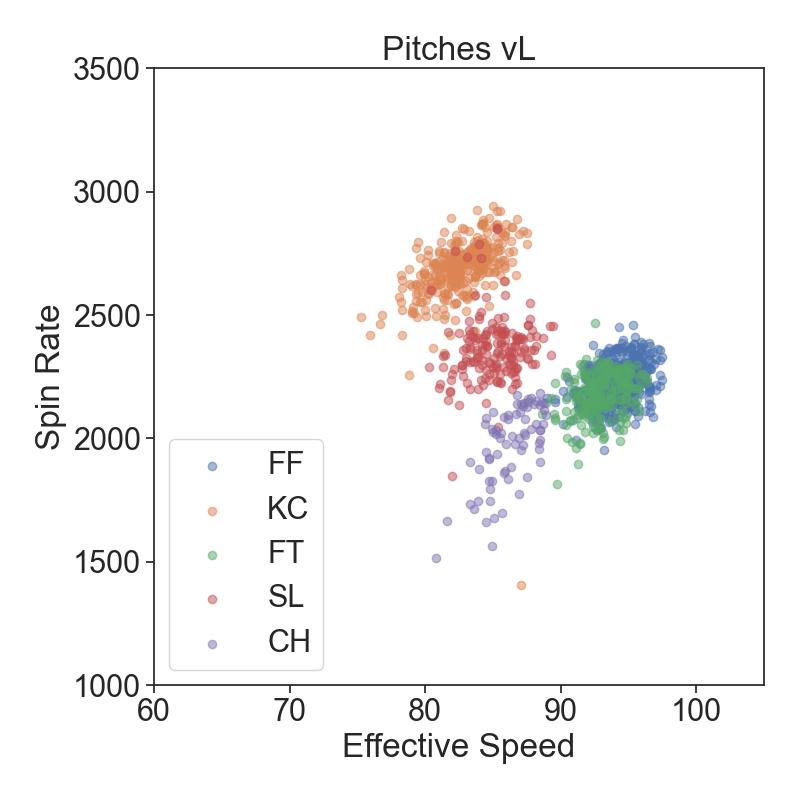 Pitches vL
3500
3000
2500
2000
1500
1000
Spin Rate
FF
KC
FT
SL
CH
60 70 80 90 100
Effective Speed